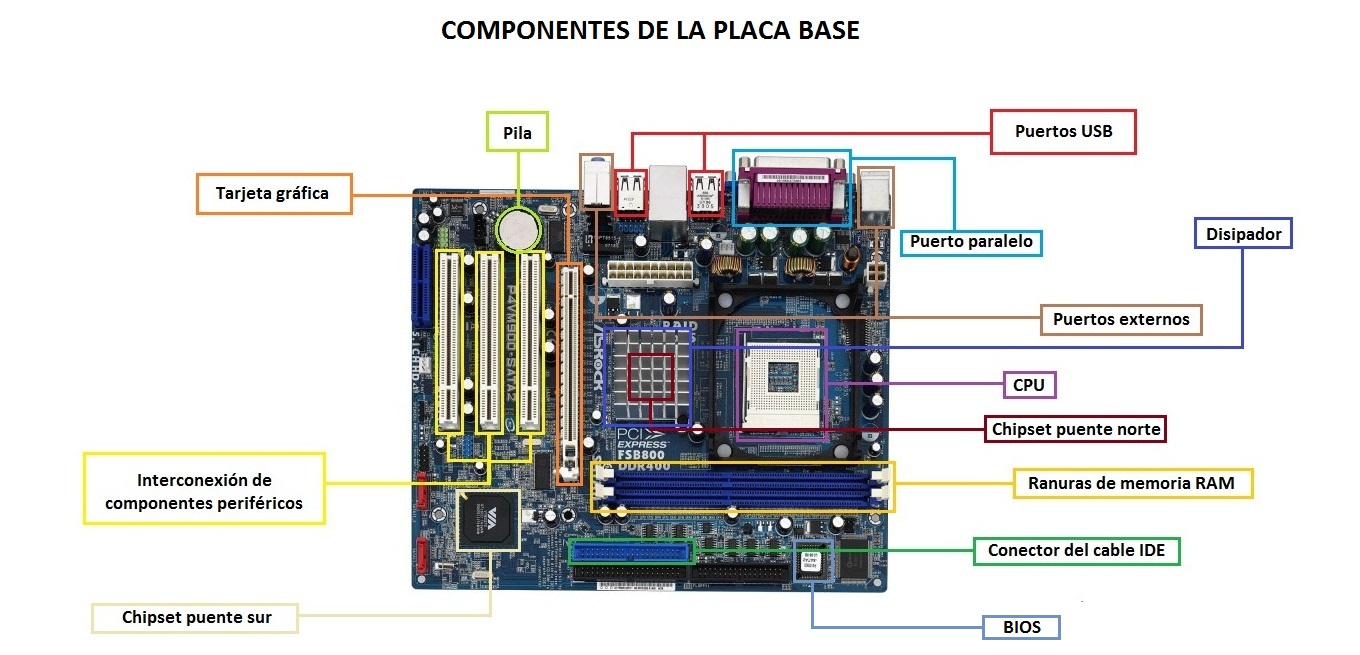 COMPONENTES DE LA PLACA BASE
Pila
Puertos USB
Tarjeta gráfica
Puerto paralelo
Disipador
Puertos externos
CPU
Chipset puente norte
Interconexión de
componentes periféricos
Ranuras de memoria RAM
Conector del cable IDE
Chipset puente sur
BIOS
P4VM900-SATA2
ASROCK
RAID
PCI
EXPRESS
FSB800
DDR400
VIA